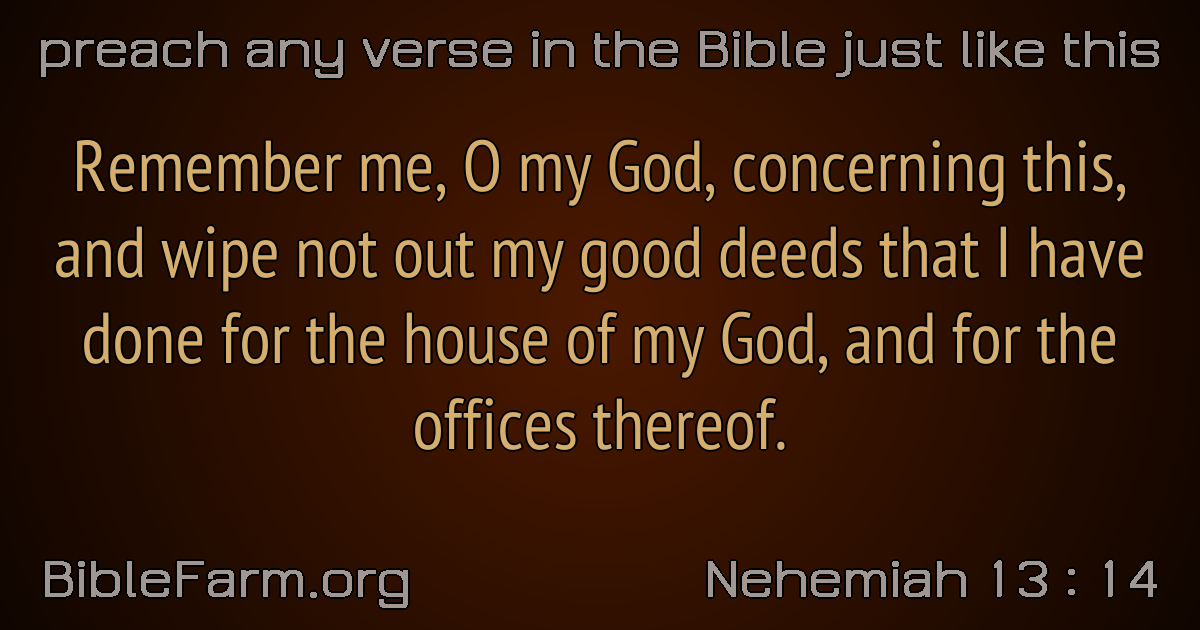 preach any verse in the Bible just like this
Remember me, O my God, concerning this,
and wipe not out my good deeds that I have
done for the house of my God, and for the
offices thereof.
BibleFarm.org
Nehemiah 13 : 14